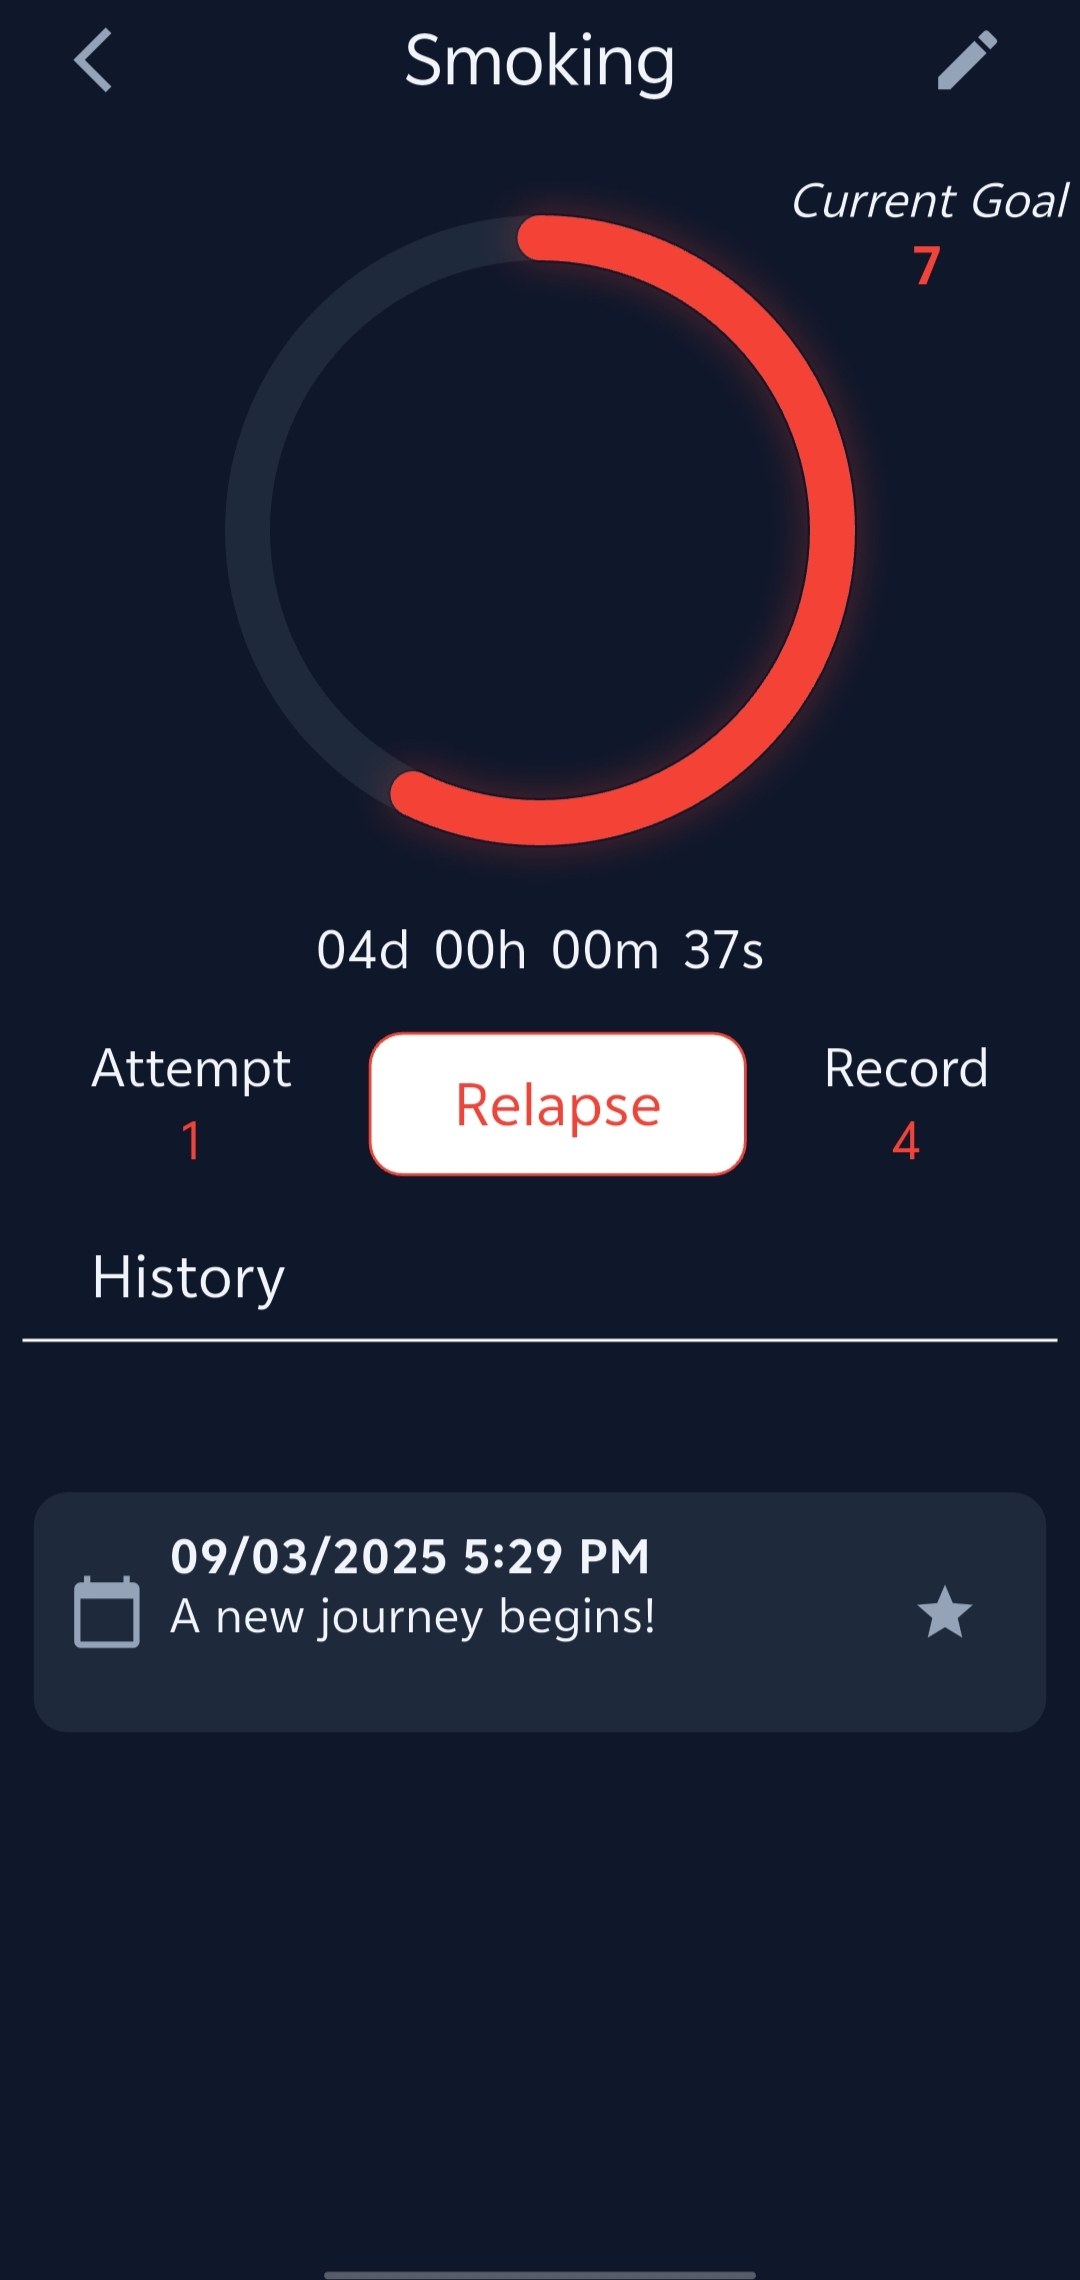 Smoking
Current Goal
7
04d 00h 00m 37s
Attempt
1
Relapse
Record
4
History
09/03/2025 5:29 PM
A new journey begins!